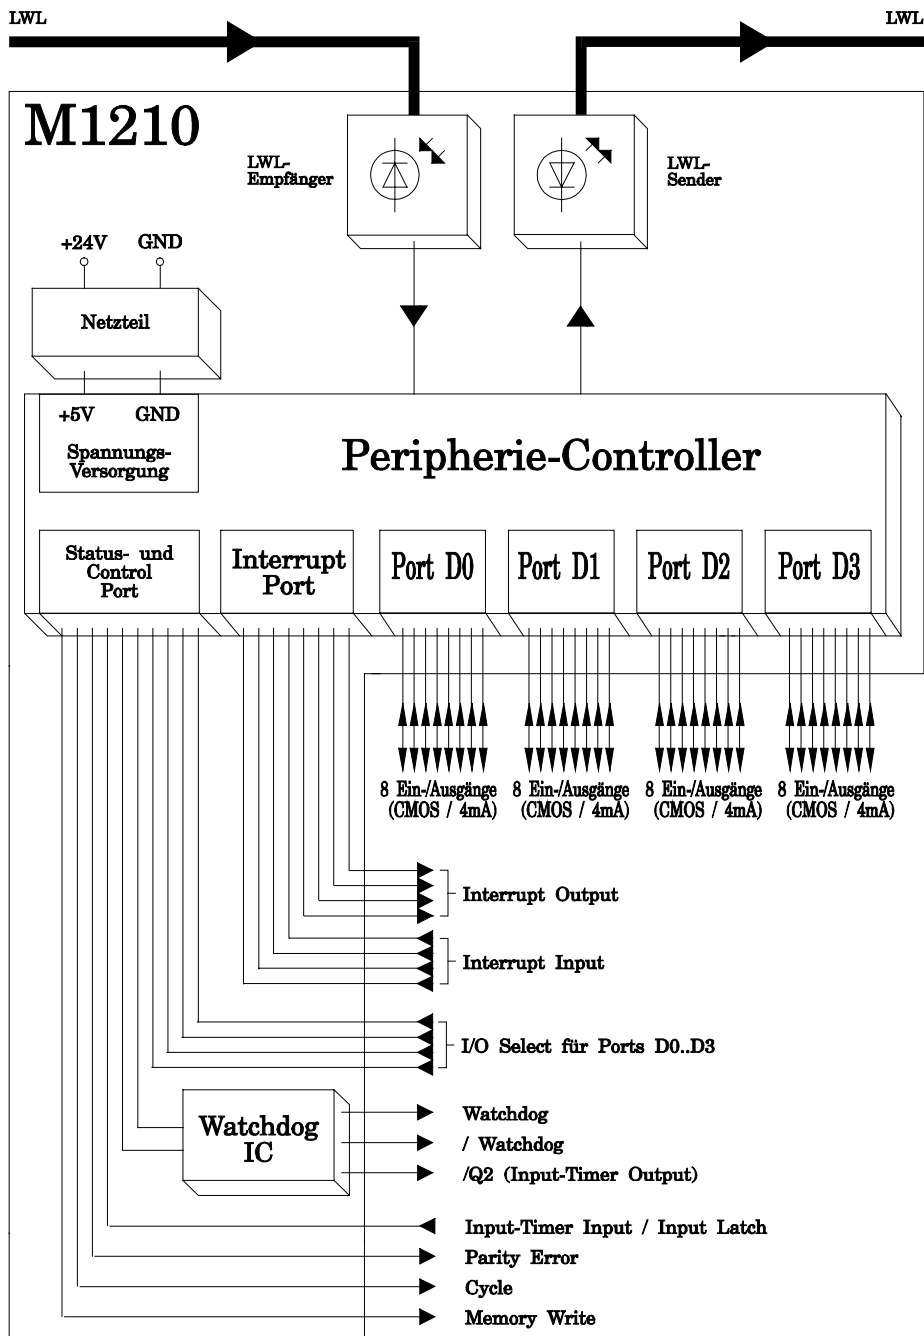 LWL
LWL
M1210
LWL-
Empfänger
LWL-
Sender
+24V
GND
Netzteil
+5V
GND
Spannungs-
Versorgung
Peripherie-Controller
Status- und
Control
Port
Interrupt
Port
Port D0
Port D1
Port D2
Port D3
8 Ein-/Ausgänge
(CMOS / 4mA)
8 Ein-/Ausgänge
(CMOS / 4mA)
8 Ein-/Ausgänge
(CMOS / 4mA)
8 Ein-/Ausgänge
(CMOS / 4mA)
Interrupt Output
Interrupt Input
I/O Select für Ports D0..D3
Watchdog
IC
Watchdog
/ Watchdog
/Q2 (Input-Timer Output)
Input-Timer Input / Input Latch
Parity Error
Cycle
Memory Write